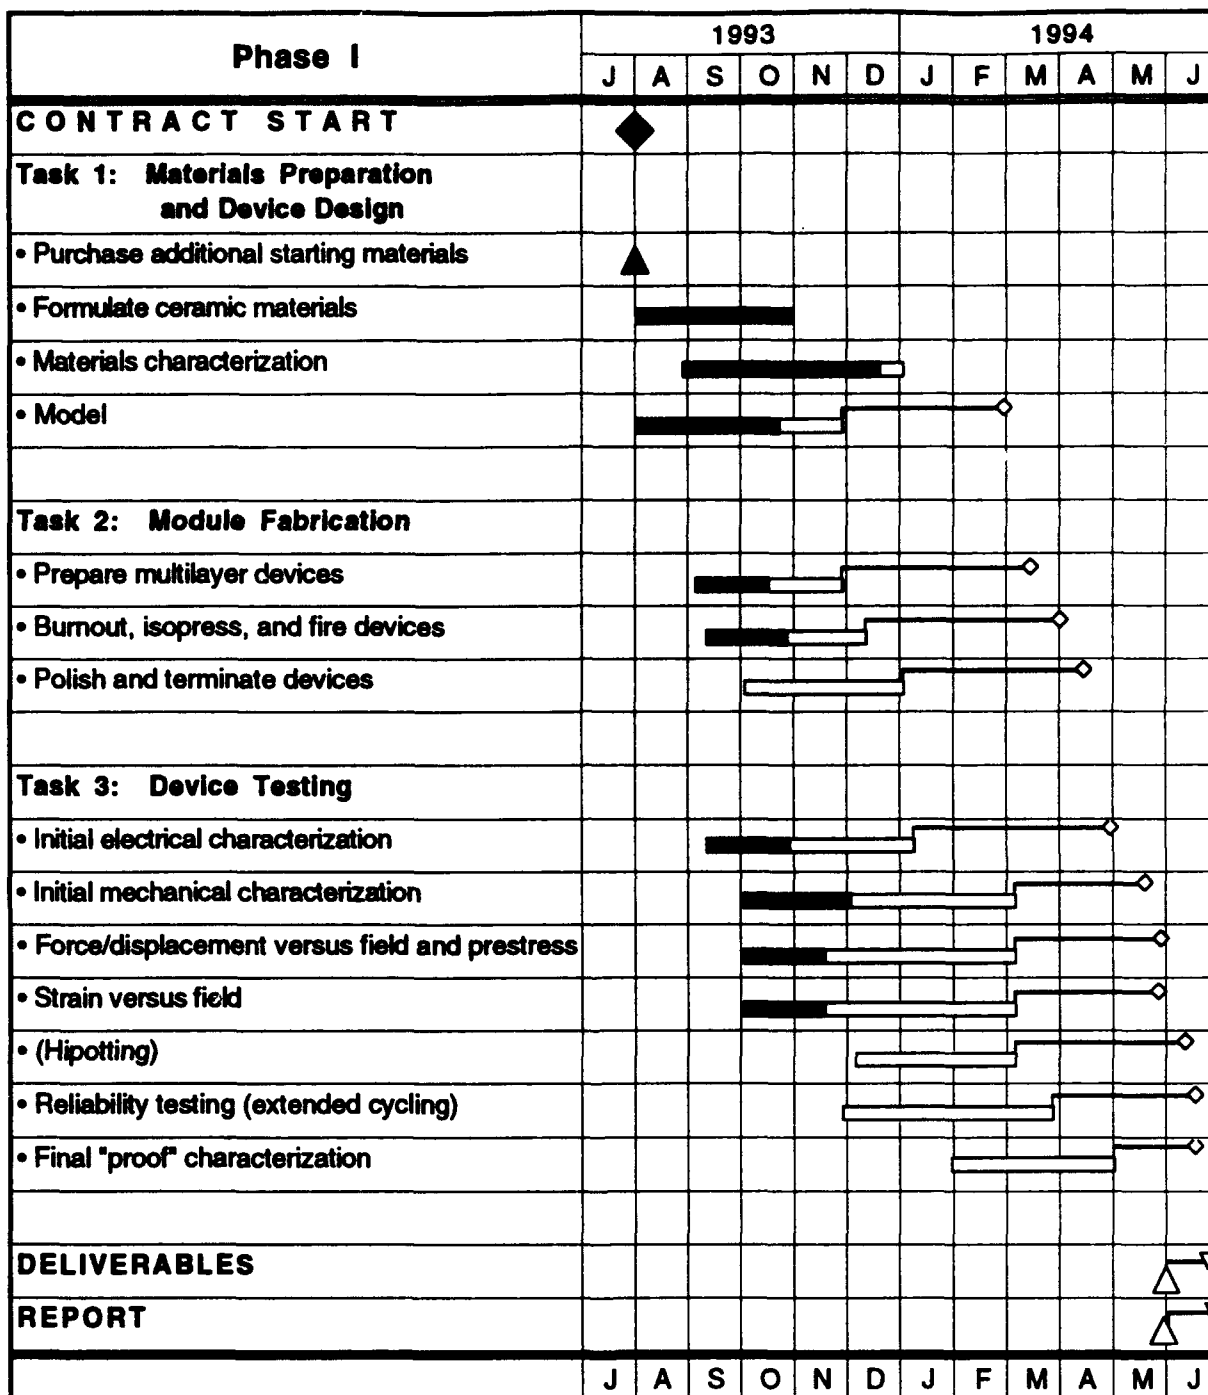 Phase I
1993 1994
J A S O N D J F M A M J
CONTRACT START
Task 1: Materials Preparation
and Device Design
• Purchase additional starting materials
• Formulate ceramic materials
• Materials characterization
• Model
Task 2: Module Fabrication
• Prepare multilayer devices
• Burnout, isopress, and fire devices
• Polish and terminate devices
Task 3: Device Testing
• Initial electrical characterization
• Initial mechanical characterization
• Force/displacement versus field and prestress
• Strain versus field
• (Hipotting)
• Reliability testing (extended cycling)
• Final "proof" characterization
DELIVERABLES
REPORT
J A S O N D J F M A M J